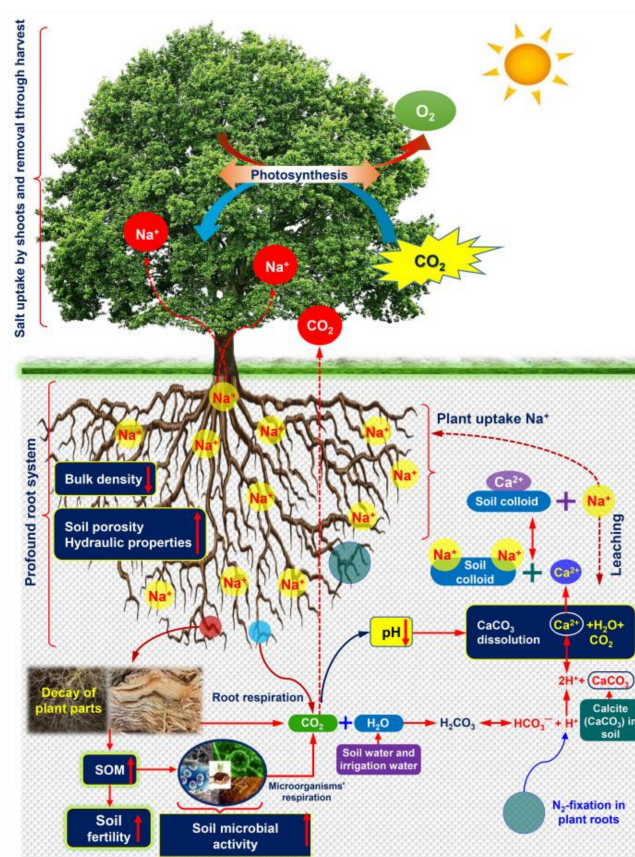 Salt uptake by shoots and removal through harvest
O₂
Photosynthesis
Na⁺
Na⁺
CO₂
CO₂
Profound root system
Na⁺
Na⁺
Na⁺
Na⁺
Na⁺
Na⁺
Na⁺
Na⁺
Na⁺
Na⁺
Na⁺
Bulk density
Soil porosity
Hydraulic properties
Plant uptake Na⁺
Ca²⁺
Soil colloid
+
Na⁺
Leaching
Na⁺
Na⁺
Soil
colloid
+
Ca²⁺
pH
CaCO₃
dissolution
Ca²⁺
+H₂O+
CO₂
2H⁺+
CaCO₃
Calcite
(CaCO₃) in
soil
Decay of
plant parts
Root respiration
CO₂
+
H₂O
H₂CO₃
HCO₃⁻ + H⁺
Soil water and
irrigation water
SOM
Microorganisms'
respiration
Soil
fertility
Soil microbial
activity
N₂-fixation in
plant roots